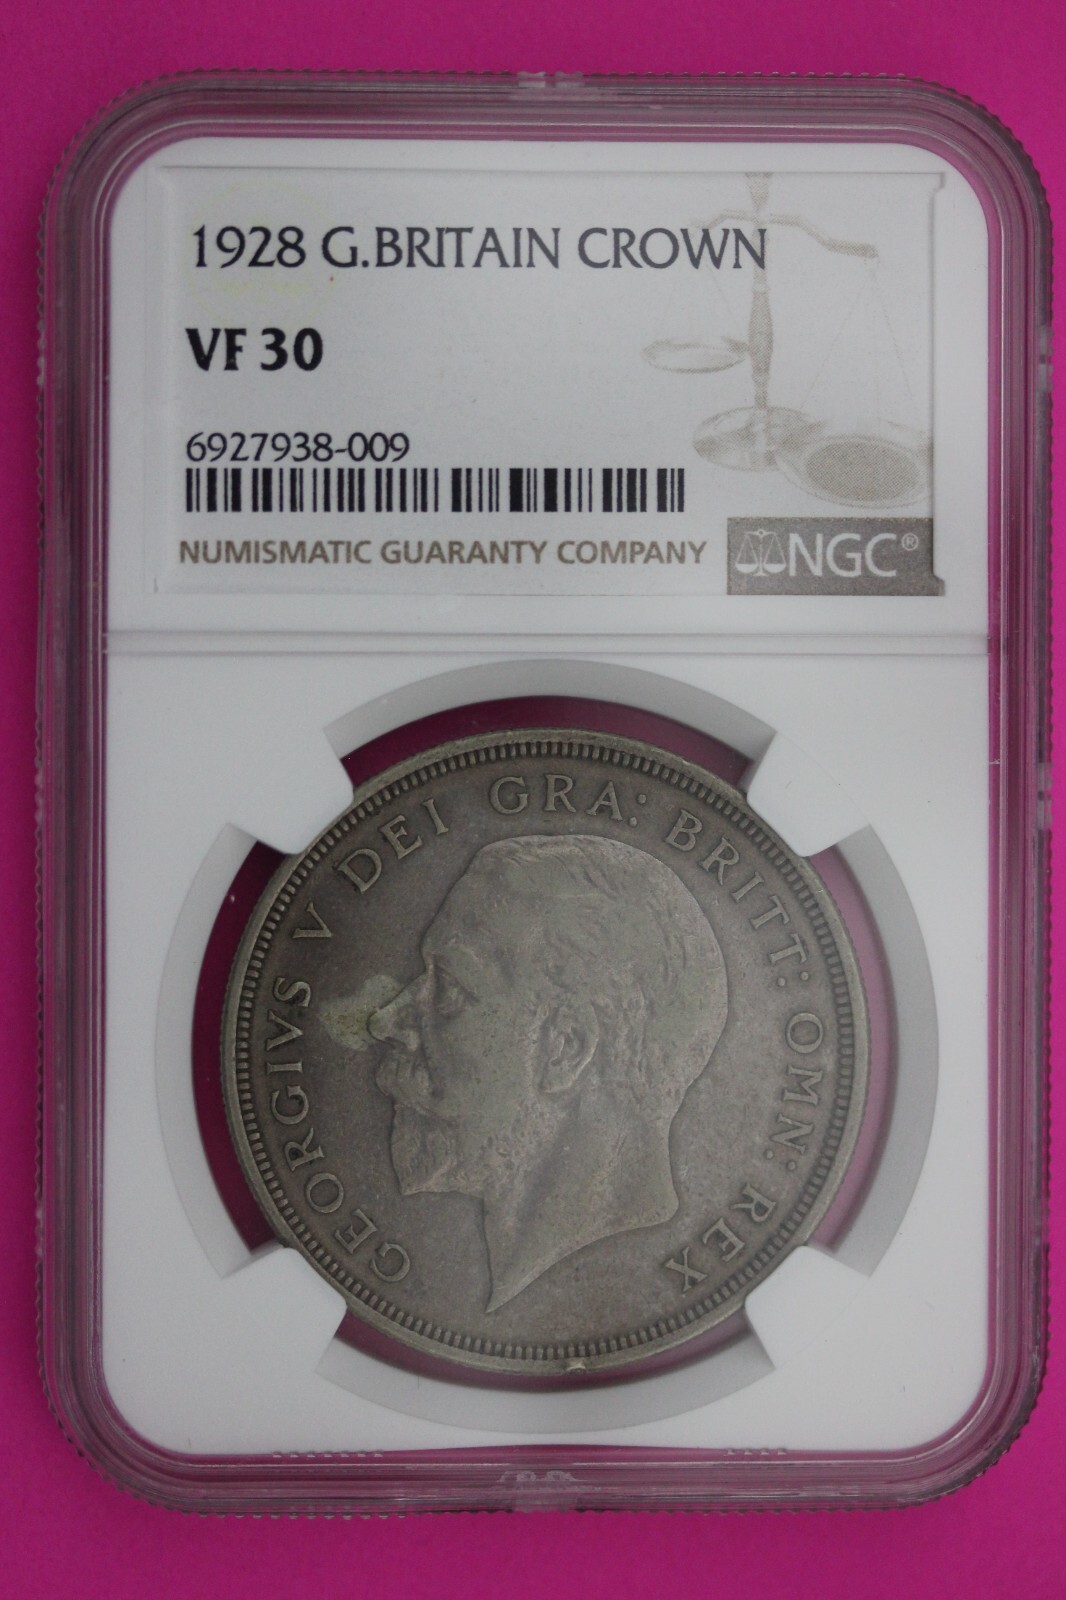 1928 G.BRITAIN CROWN
VF 30
6927938-009
NUMISMATIC GUARANTY COMPANY
NGC®
GEORGIVS V DEI GRA: BRITT: OMN: REX